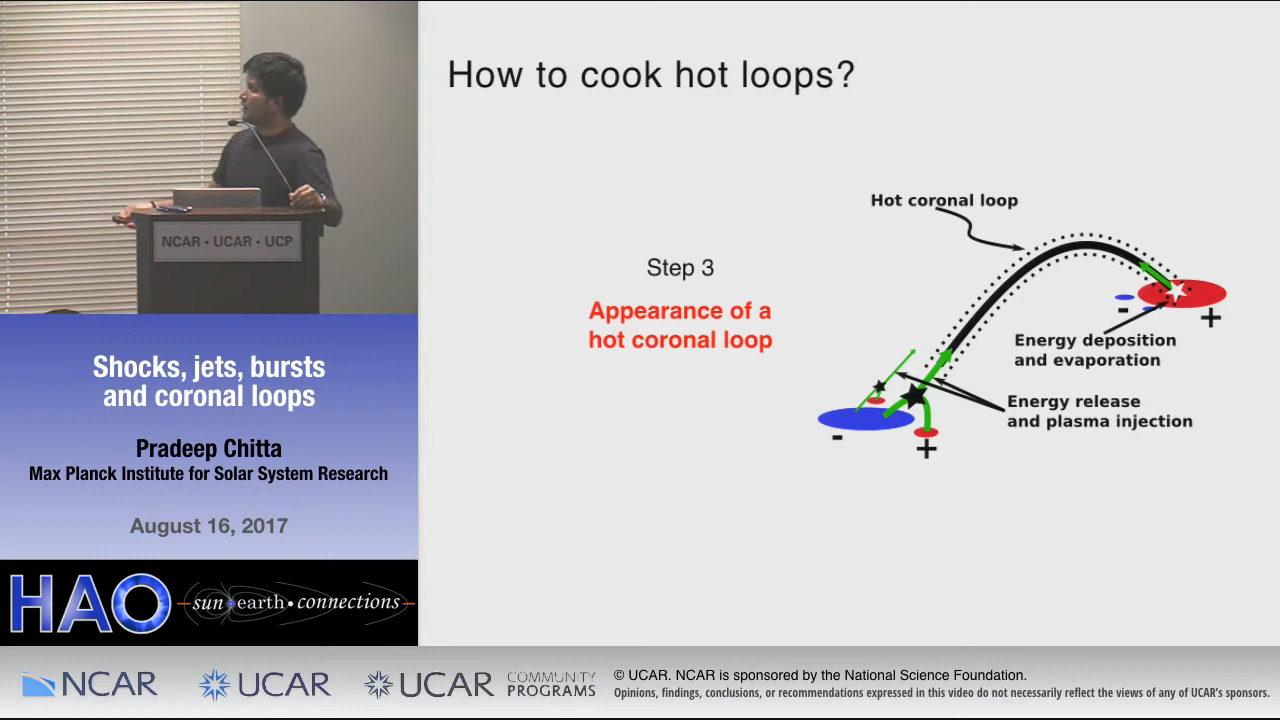 How to cook hot loops?
Hot coronal loop
Step 3
Appearance of a
hot coronal loop
-
+
Energy deposition
and evaporation
Energy release
and plasma injection
-
+
NCAR • UCAR • UCP
Shocks, jets, bursts
and coronal loops
Pradeep Chitta
Max Planck Institute for Solar System Research
August 16, 2017
HAO
sun • earth • connections
NCAR
UCAR
UCAR
COMMUNITY
PROGRAMS
© UCAR. NCAR is sponsored by the National Science Foundation.
Opinions, findings, conclusions, or recommendations expressed in this video do not necessarily reflect the views of any of UCAR's sponsors.